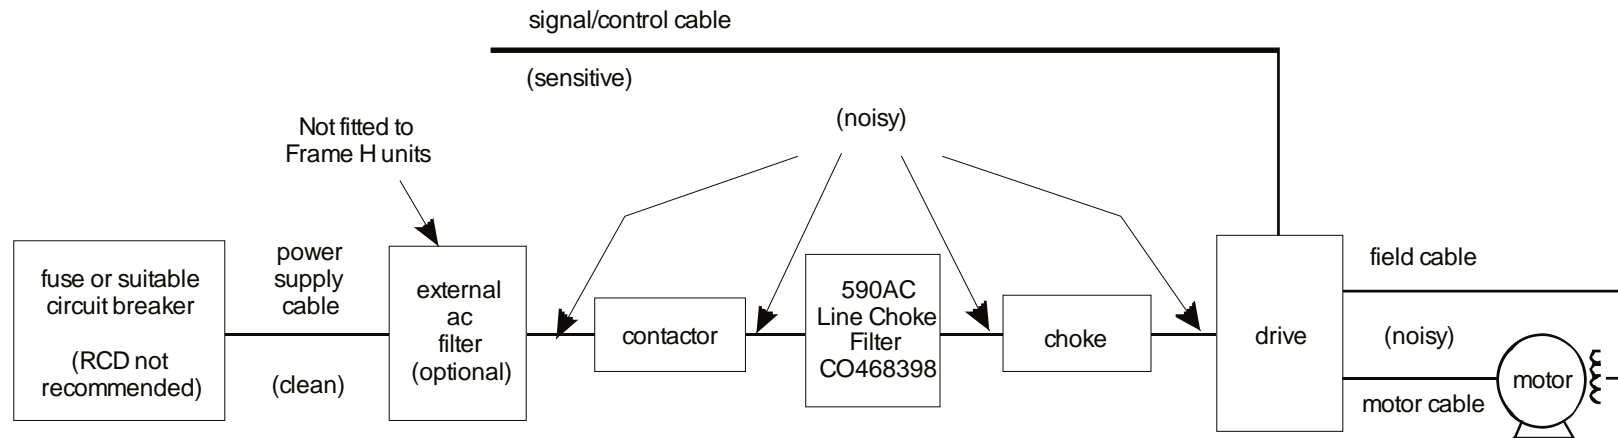 signal/control cable
(sensitive)
(noisy)
Not fitted to
Frame H units
fuse or suitable
circuit breaker
(RCD not
recommended)
power
supply
cable
(clean)
external
ac
filter
(optional)
contactor
590AC
Line Choke
Filter
CO468398
choke
drive
field cable
(noisy)
motor cable
motor